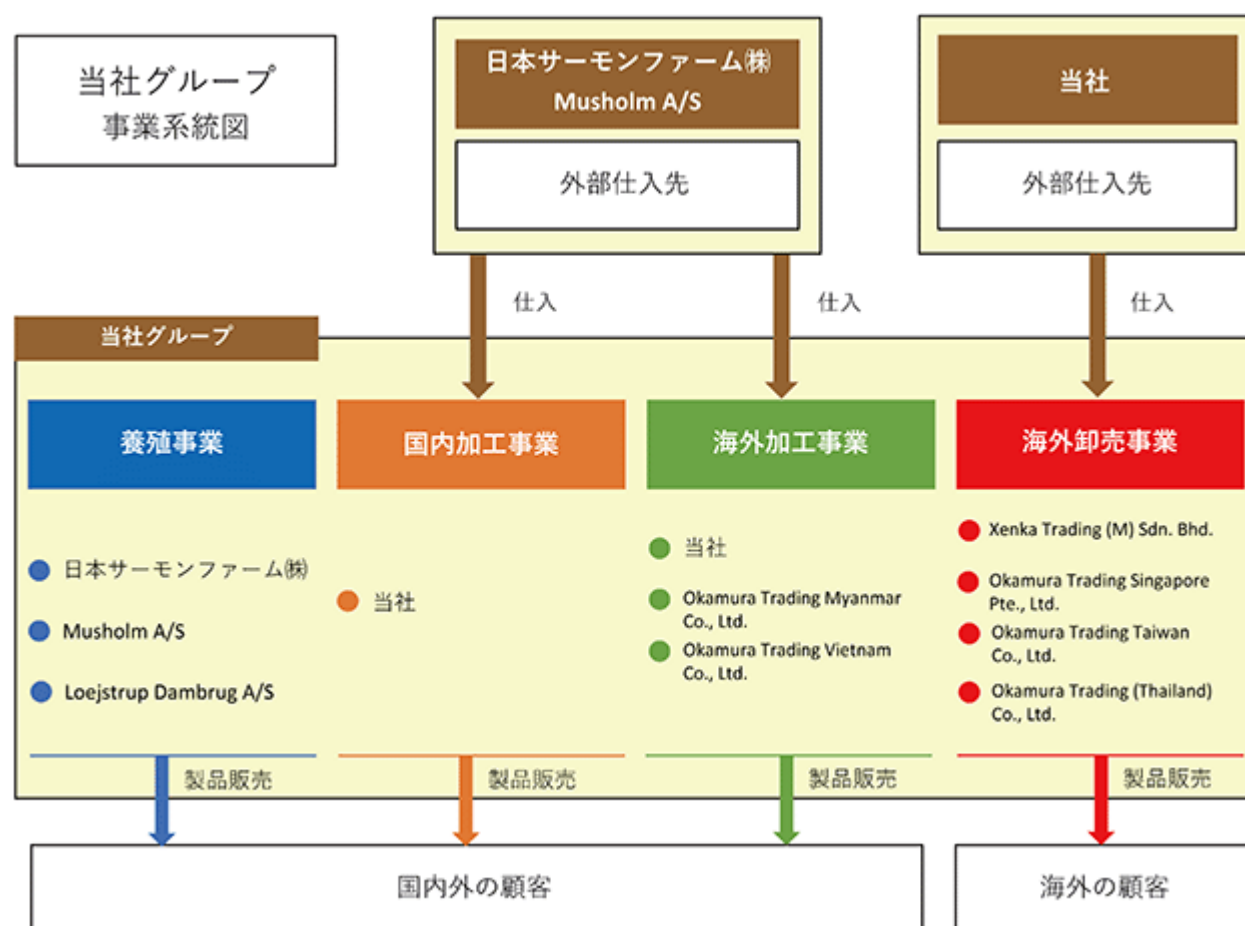 当社グループ
事業系統図
日本サーモンファーム㈱
Musholm A/S
外部仕入先
当社
外部仕入先
仕入
仕入
仕入
当社グループ
養殖事業
日本サーモンファーム㈱
Musholm A/S
Loejstrup Dambrug A/S
製品販売
国内加工事業
当社
製品販売
海外加工事業
当社
Okamura Trading Myanmar
Co., Ltd.
Okamura Trading Vietnam
Co., Ltd.
製品販売
海外卸売事業
Xenka Trading (M) Sdn. Bhd.
Okamura Trading Singapore
Pte., Ltd.
Okamura Trading Taiwan
Co., Ltd.
Okamura Trading (Thailand)
Co., Ltd.
製品販売
国内外の顧客
海外の顧客